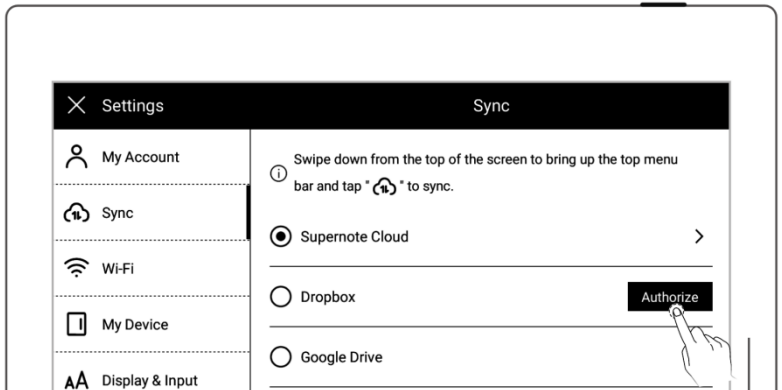 Settings
Sync
My Account
Sync
Wi-Fi
My Device
Display & Input
Swipe down from the top of the screen to bring up the top menu
bar and tap " " to sync.
Supernote Cloud
Dropbox
Authorize
Google Drive